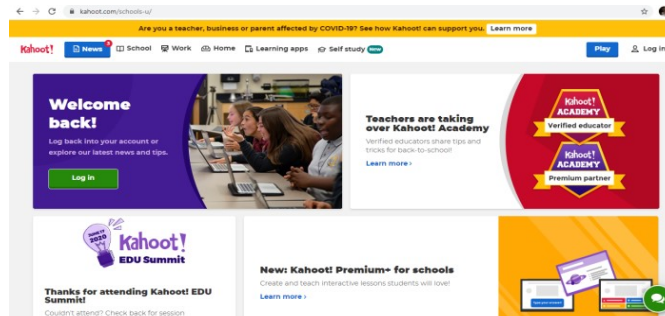 kahoot.com/schools-u/
Are you a teacher, business or parent affected by COVID-19? See how Kahoot! can support you. Learn more
Kahoot! News School Work Home Learning apps Self study New Play Log in
Welcome
back!
Log back into your account or
explore our latest news and tips.
Log in
Teachers are taking
over Kahoot! Academy
Verified educators share tips and
tricks for back-to-school!
Learn more ›
Kahoot!
ACADEMY
Verified educator
Kahoot!
ACADEMY
Premium partner
JUNE 17
2020
Kahoot!
EDU Summit
Thanks for attending Kahoot! EDU
Summit!
Couldn't attend? Check back for session
New: Kahoot! Premium+ for schools
Create and teach interactive lessons students will love!
Learn more ›